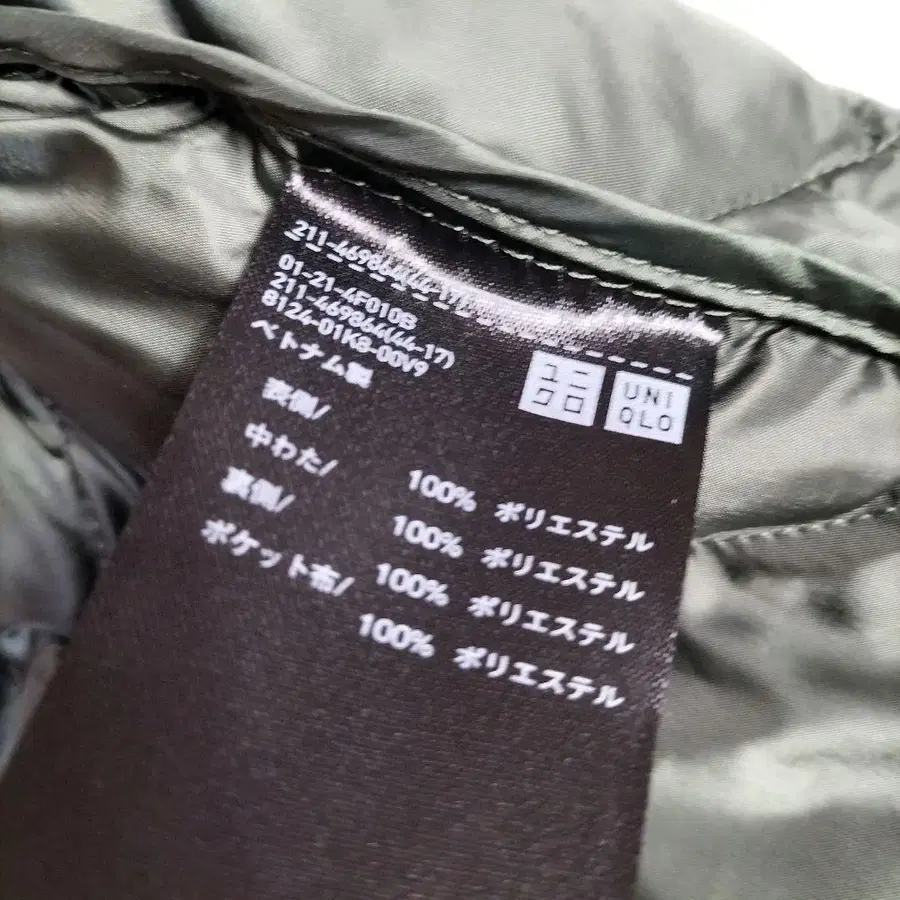 211-469864(44-17)
01-21-4F010B
211-469864(44-17)
8124-01K8-00V9
ベトナム製
ユニ
クロ
UNI
QLO
表側/
100% ポリエステル
中わた/
100% ポリエステル
裏側/
100% ポリエステル
ポケット布/
100% ポリエステル